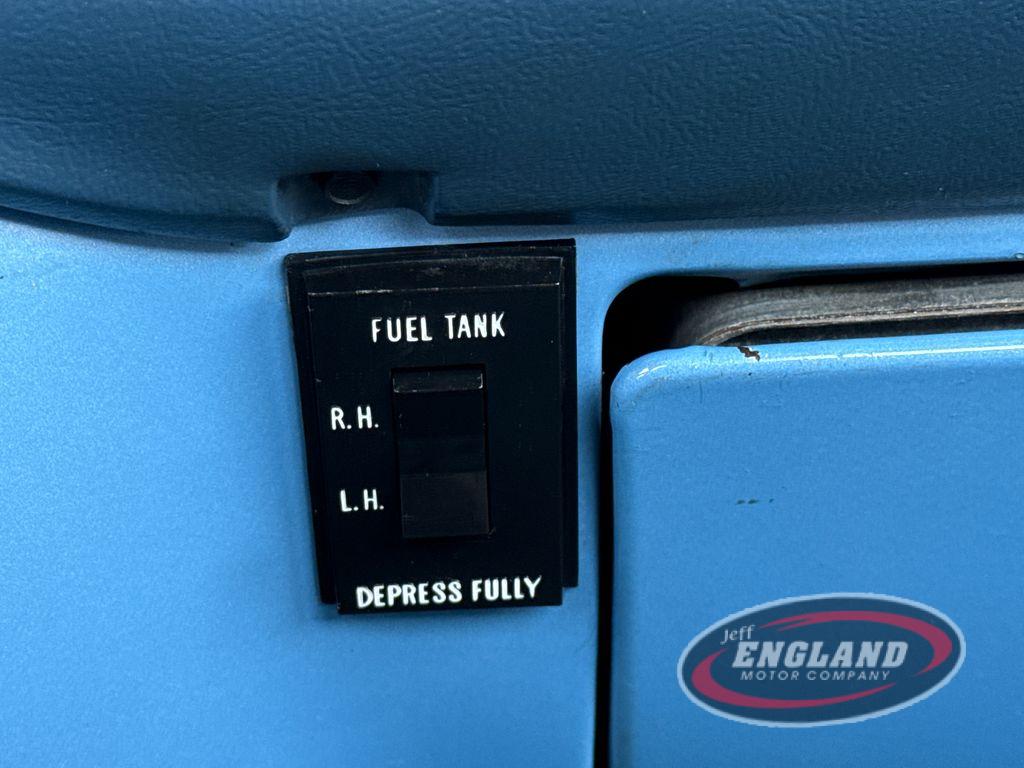 FUEL TANK
R.H.
L.H.
DEPRESS FULLY
Jeff
ENGLAND
MOTOR COMPANY